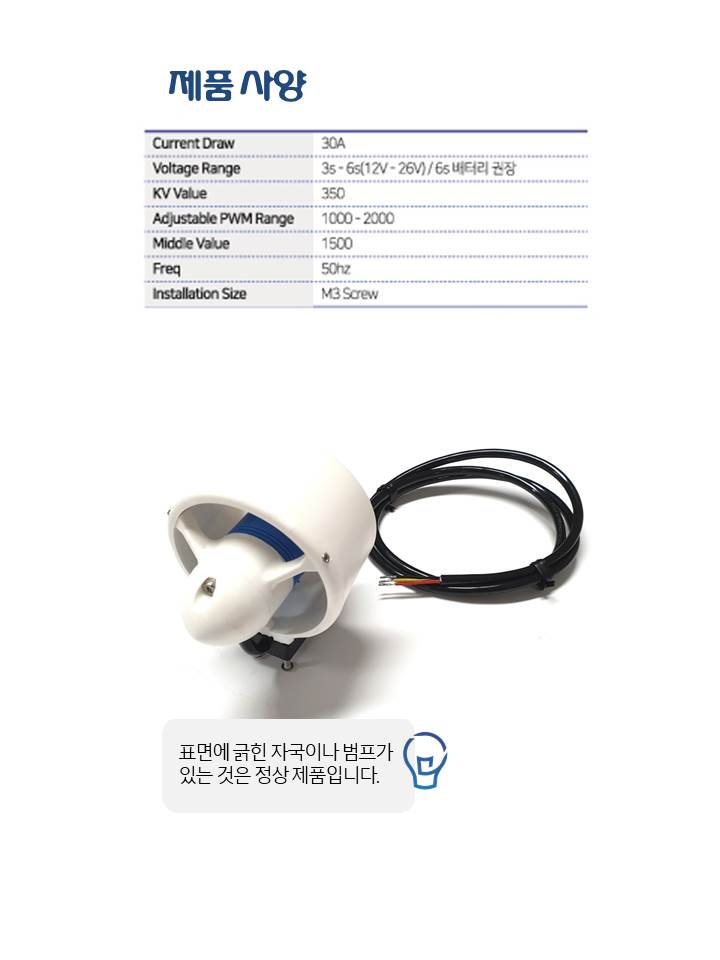 제품 사양
Current Draw 30A
Voltage Range 3s - 6s(12V - 26V) / 6s 배터리 권장
KV Value 350
Adjustable PWM Range 1000 - 2000
Middle Value 1500
Freq 50hz
Installation Size M3 Screw
표면에 긁힌 자국이나 범프가
있는 것은 정상 제품입니다.